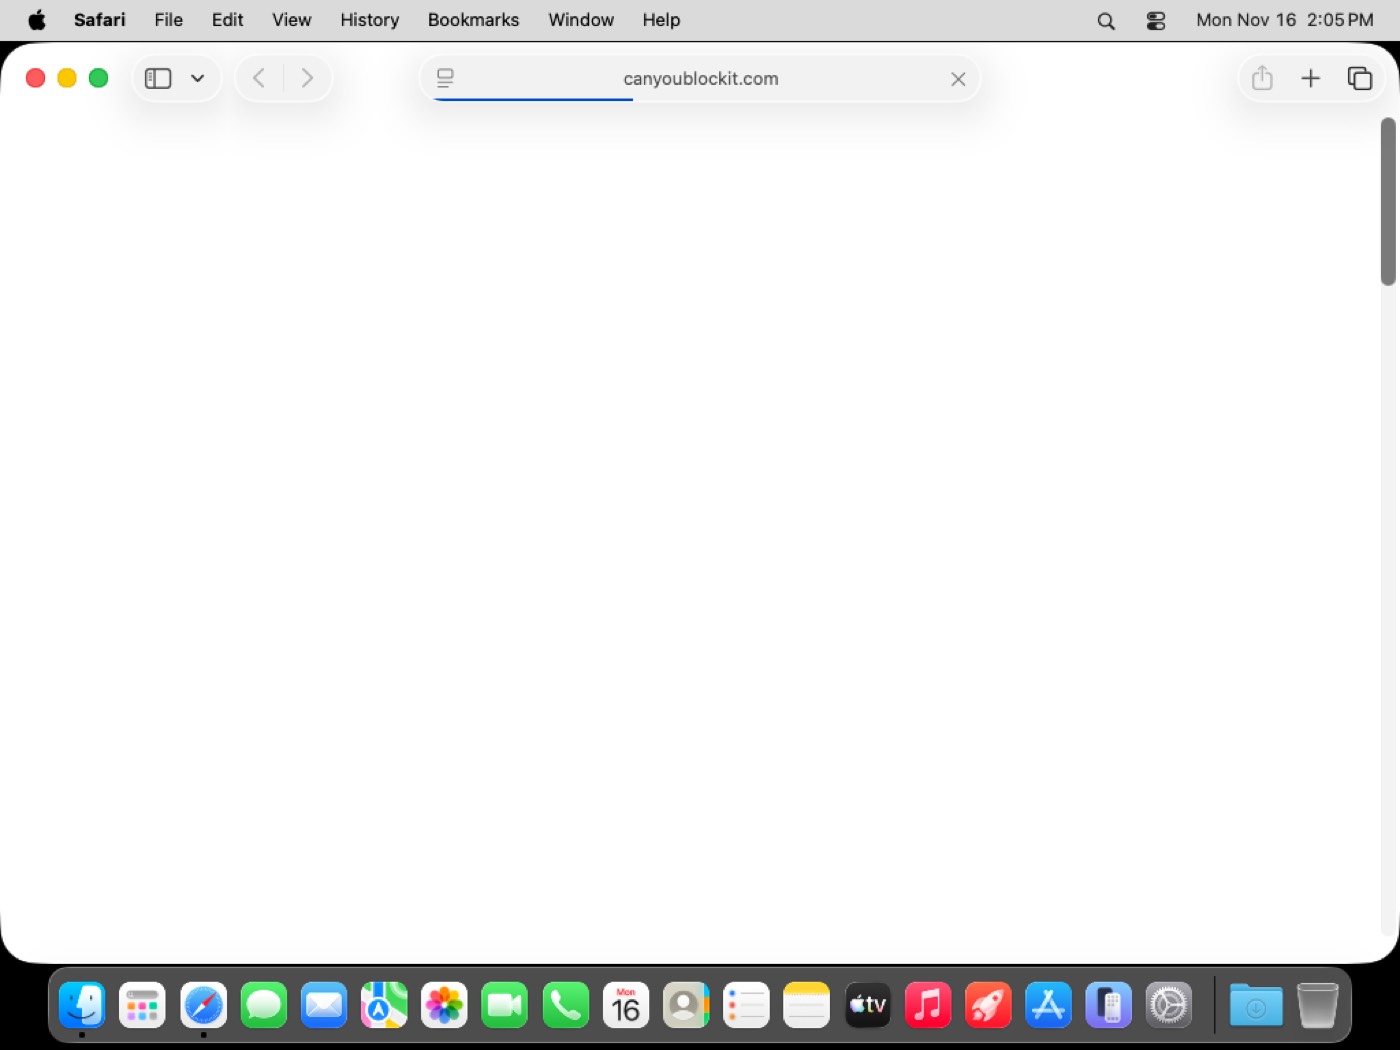 Safari File Edit View History Bookmarks Window Help Mon Nov 16 2:05 PM
canyoublockit.com
Mon
16
tv